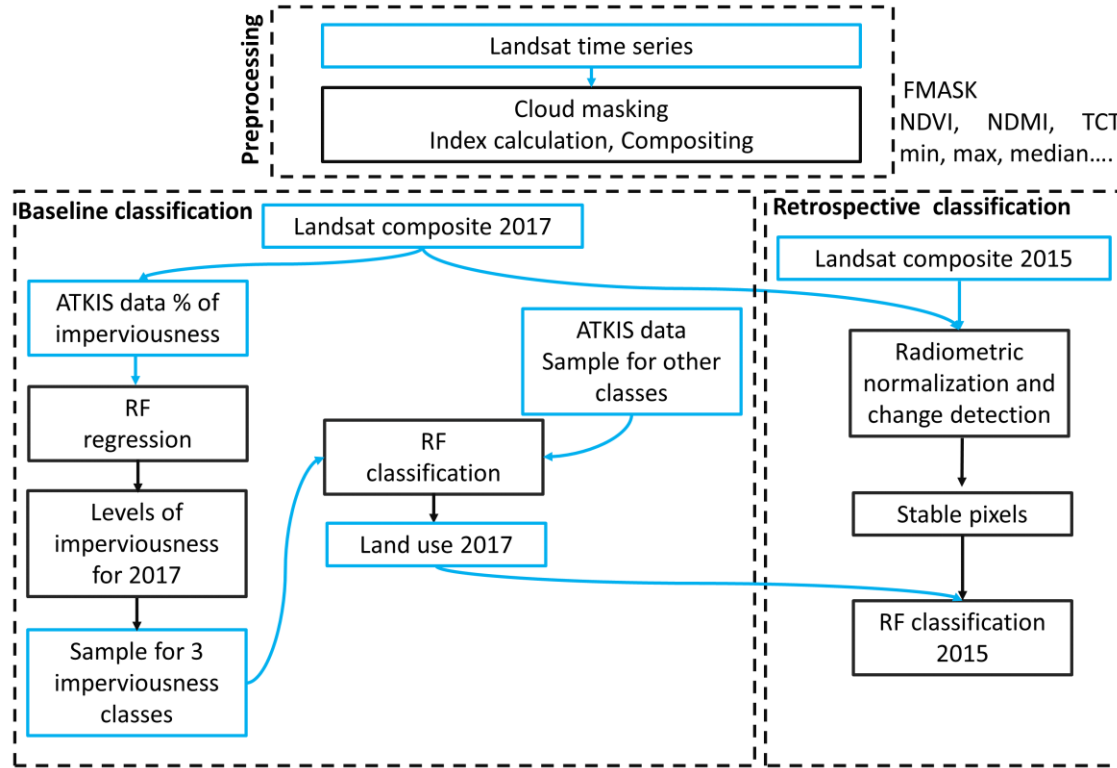 Preprocessing
Landsat time series
Cloud masking
Index calculation, Compositing
FMASK
NDVI, NDMI, TCT
min, max, median....
Baseline classification
Landsat composite 2017
ATKIS data % of
imperviousness
RF
regression
Levels of
imperviousness
for 2017
Sample for 3
imperviousness
classes
ATKIS data
Sample for other
classes
RF
classification
Land use 2017
Retrospective classification
Landsat composite 2015
Radiometric
normalization and
change detection
Stable pixels
RF classification
2015